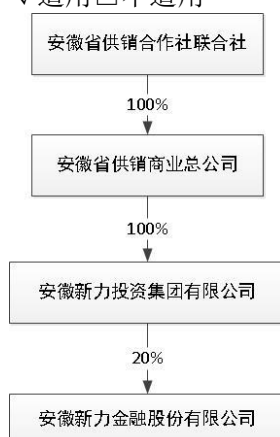 安徽省供销合作社联合社
100%
安徽省供销商业总公司
100%
安徽新力投资集团有限公司
20%
安徽新力金融股份有限公司